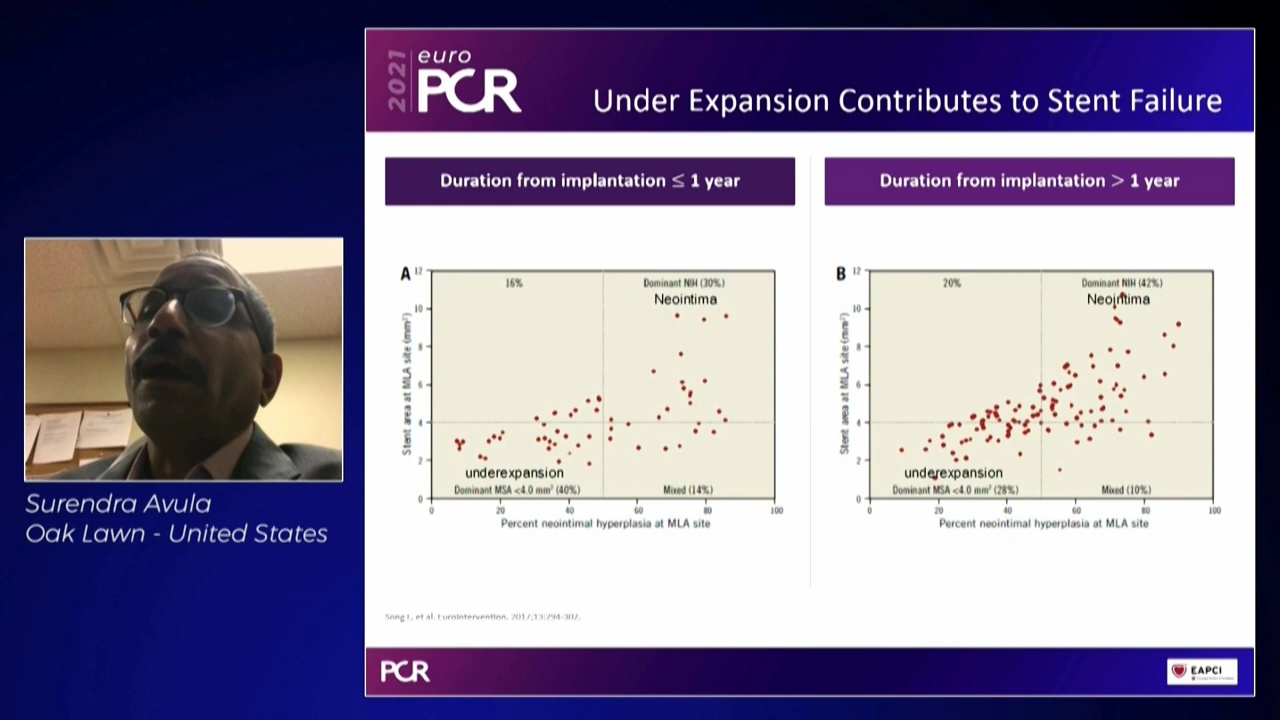 2021
euro
PCR
Under Expansion Contributes to Stent Failure
Duration from implantation ≤ 1 year
Duration from implantation > 1 year
A
12
10
8
6
4
2
0
Stent area at MLA site (mm²)
16%
Dominant NIH (30%)
Neointima
underexpansion
Dominant MSA <4.0 mm² (40%)
Mixed (14%)
0 20 40 60 80 100
Percent neointimal hyperplasia at MLA site
B
12
10
8
6
4
2
0
Stent area at MLA site (mm²)
20%
Dominant NIH (42%)
Neointima
underexpansion
Dominant MSA <4.0 mm² (28%)
Mixed (10%)
0 20 40 60 80 100
Percent neointimal hyperplasia at MLA site
Surendra Avula
Oak Lawn - United States
Song L, et al. EuroIntervention. 2017;13:294-302.
PCR
EAPCI